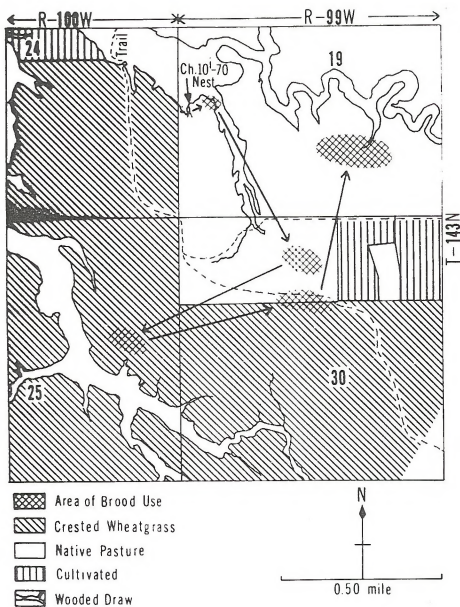 R-100W
R-99W
24
Trail
Ch.10'-70
Nest
19
T-143N
25
30
Area of Brood Use
Crested Wheatgrass
Native Pasture
Cultivated
Wooded Draw
N
0.50 mile